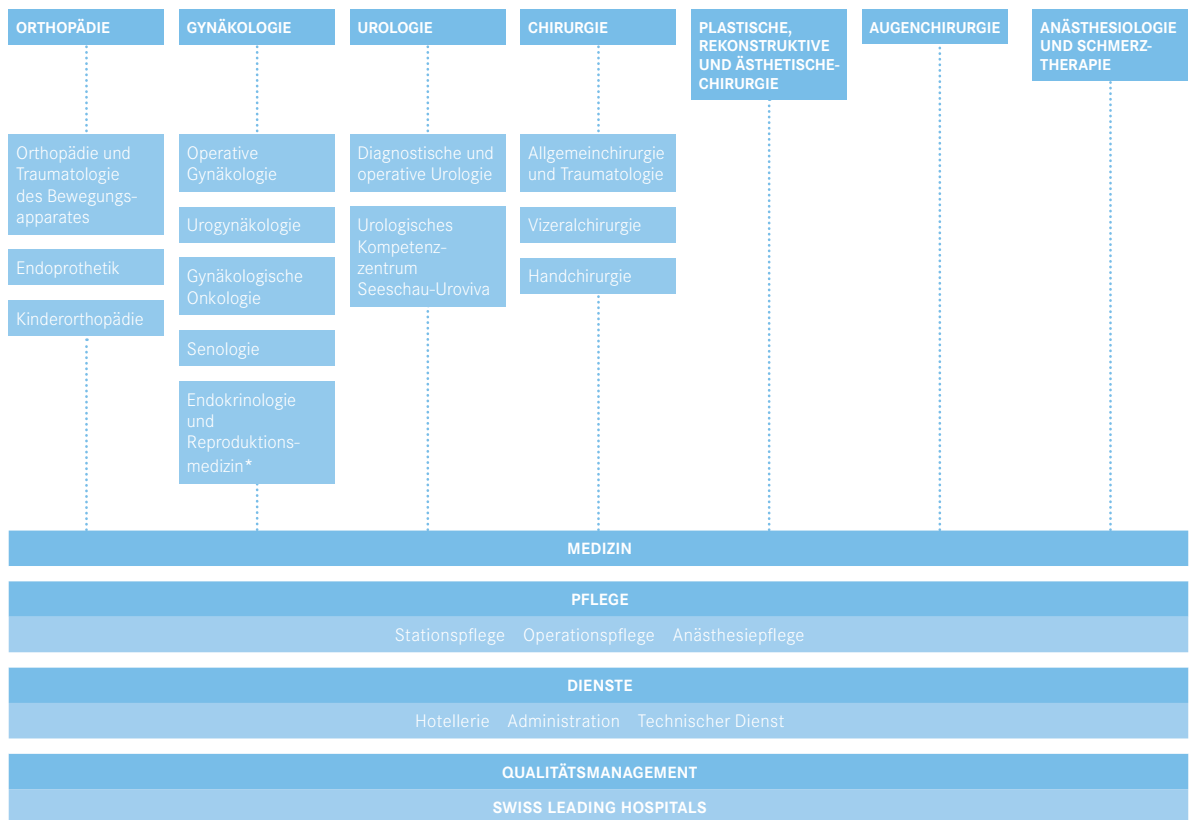 ORTHOPÄDIE
Orthopädie und
Traumatologie
des Bewegungs-
apparates
Endoprothetik
Kinderorthopädie
GYNÄKOLOGIE
Operative
Gynäkologie
Urogynäkologie
Gynäkologische
Onkologie
Senologie
Endokrinologie
und
Reproduktions-
medizin*
UROLOGIE
Diagnostische und
operative Urologie
Urologisches
Kompetenz-
zentrum
Seeschau-Uroviva
CHIRURGIE
Allgemeinchirurgie
und Traumatologie
Vizeralchirurgie
Handchirurgie
PLASTISCHE,
REKONSTRUKTIVE
UND ÄSTHETISCHE-
CHIRURGIE
AUGENCHIRURGIE
ANÄSTHESIOLOGIE
UND SCHMERZ-
THERAPIE
MEDIZIN
PFLEGE
Stationspflege Operationspflege Anästhesiepflege
DIENSTE
Hotellerie Administration Technischer Dienst
QUALITÄTSMANAGEMENT
SWISS LEADING HOSPITALS